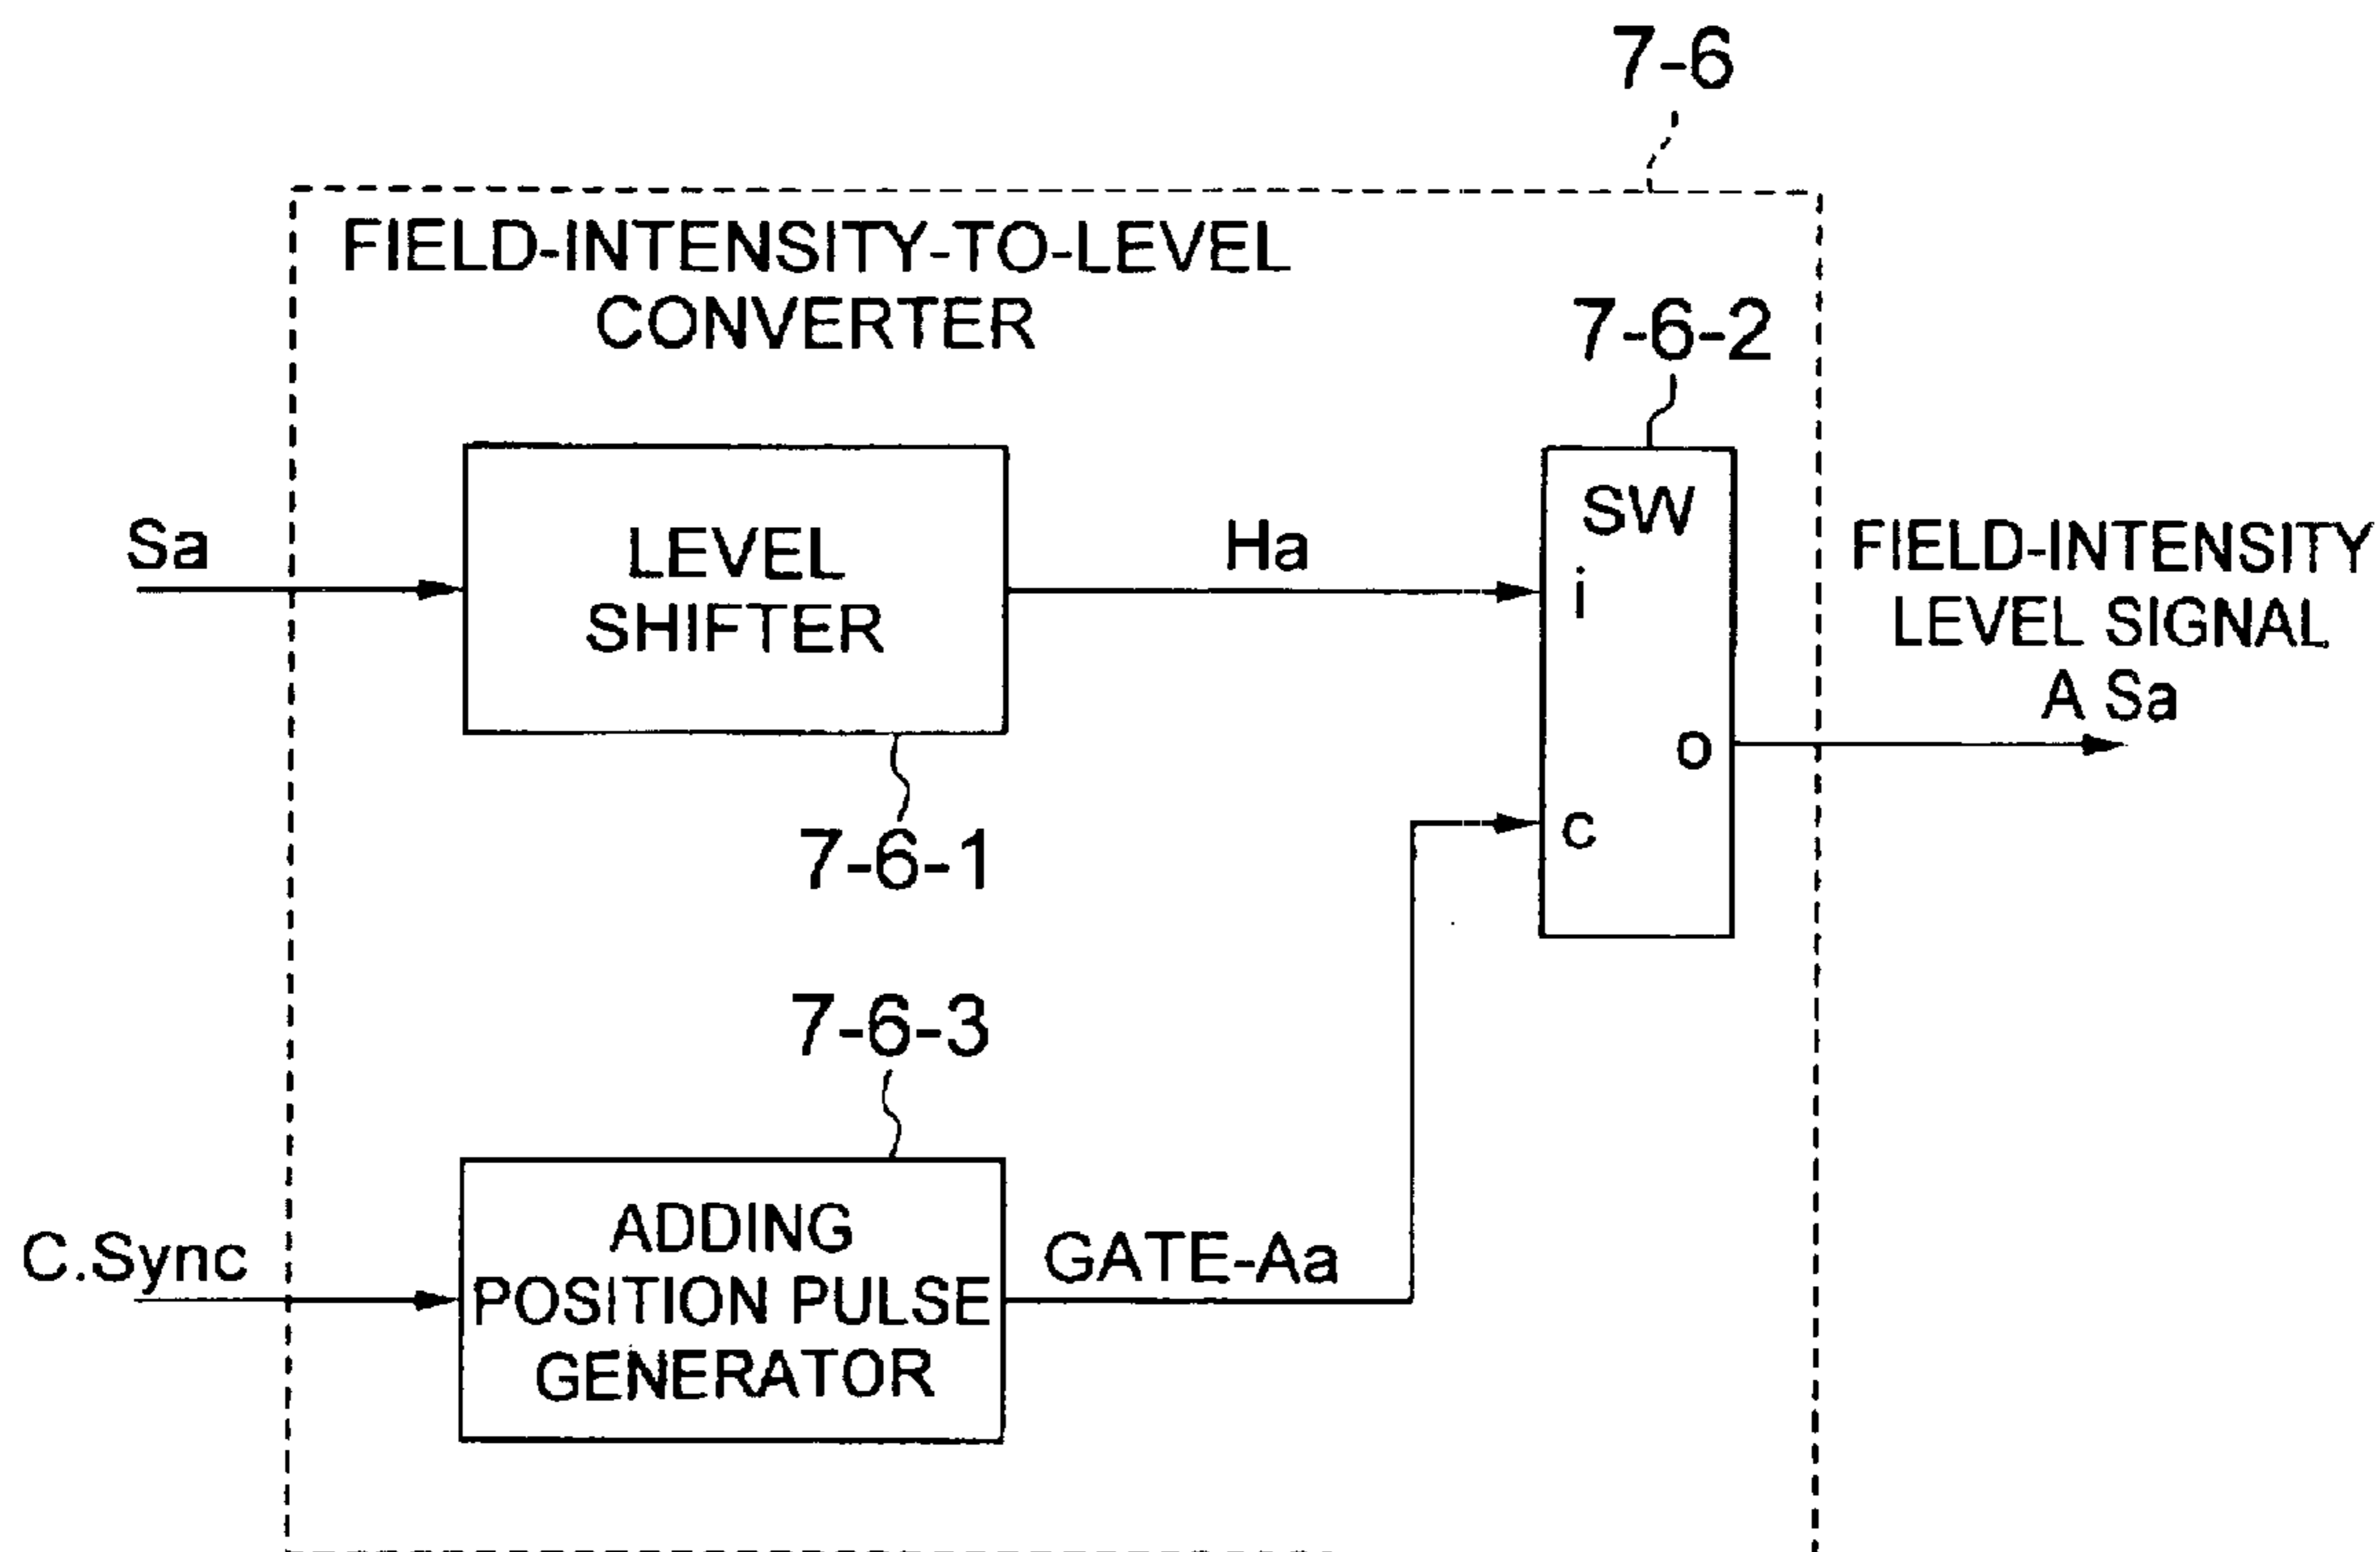 7-6
FIELD-INTENSITY-TO-LEVEL
CONVERTER
7-6-2
Sa
LEVEL
SHIFTER
Ha
SW
i
o
c
FIELD-INTENSITY
LEVEL SIGNAL
A Sa
7-6-1
7-6-3
C.Sync
ADDING
POSITION PULSE
GENERATOR
GATE-Aa